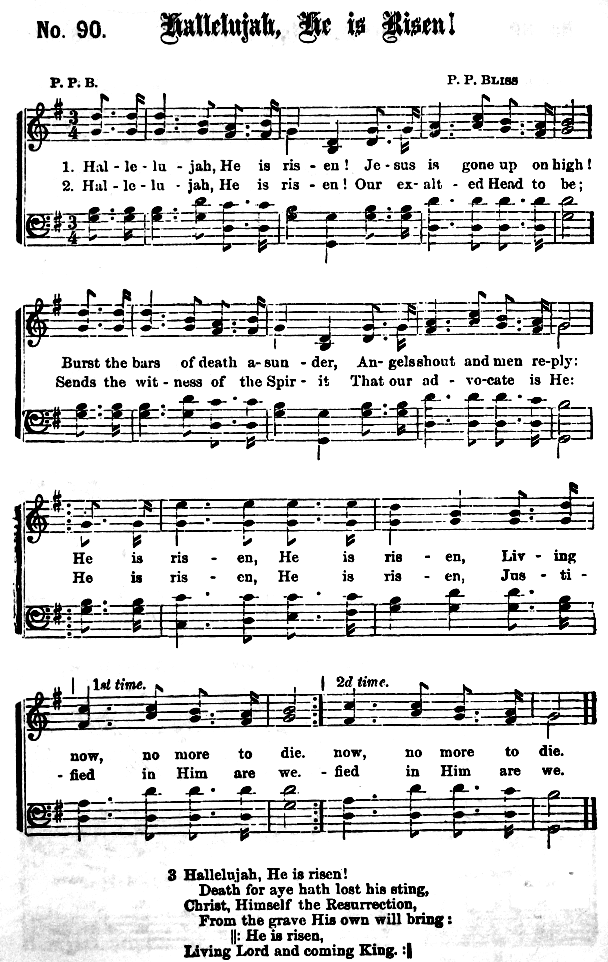 No. 90. Hallelujah, He is Risen!
P. P. B. P. P. BLISS
1. Hal - le - lu - jah, He is ris - en! Je - sus is gone up on high!
2. Hal - le - lu - jah, He is ris - en! Our ex - alt - ed Head to be;
Burst the bars of death a- sun - der, An- gels shout and men re- ply:
Sends the wit - ness of the Spir - it That our ad - vo- cate is He:
He is ris - en, He is ris - en, Liv - ing
He is ris - en, He is ris - en, Jus - ti -
1st time. 2d time.
now, no more to die. now, no more to die.
- fied in Him are we. - fied in Him are we.
3 Hallelujah, He is risen!
Death for aye hath lost his sting,
Christ, Himself the Resurrection,
From the grave His own will bring:
||: He is risen,
Living Lord and coming King. :||